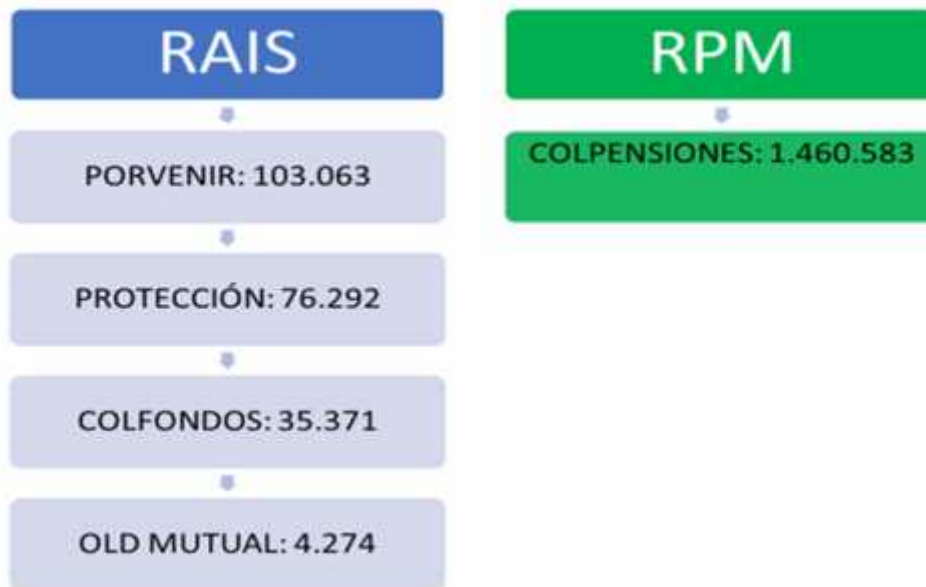 RAIS
PORVENIR: 103.063
PROTECCIÓN: 76.292
COLFONDOS: 35.371
OLD MUTUAL: 4.274
RPM
COLPENSIONES: 1.460.583